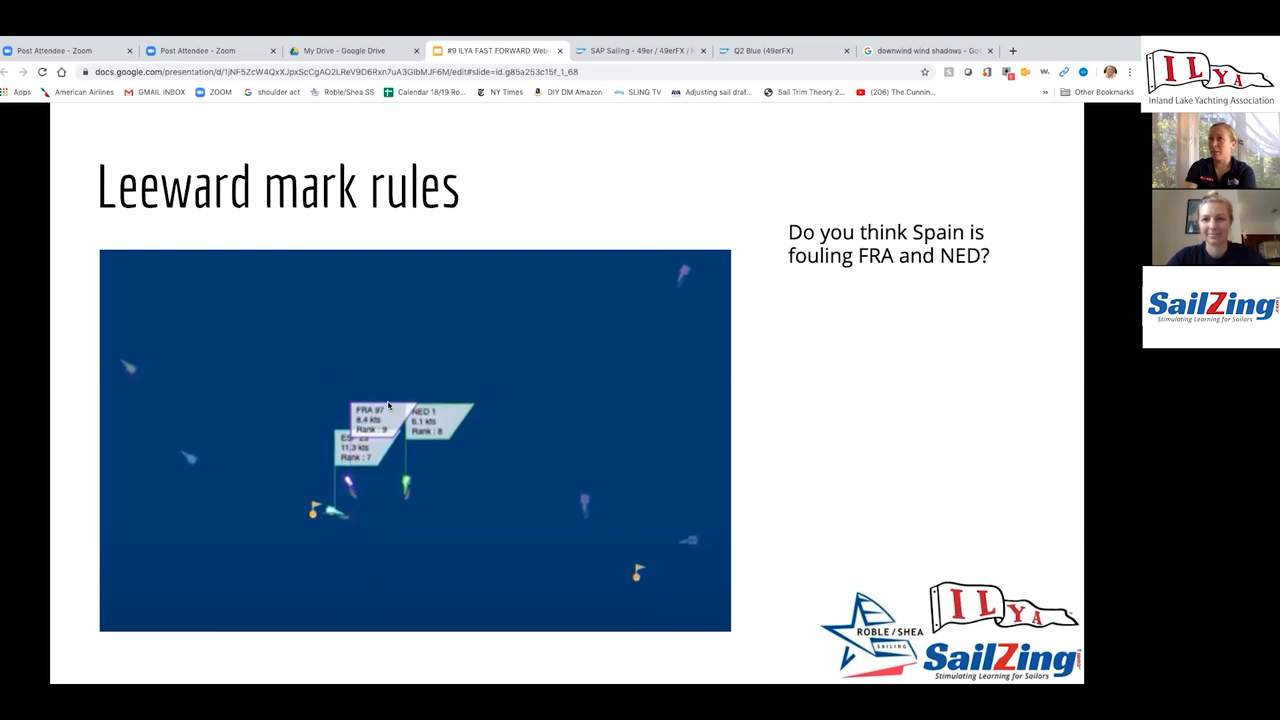 Post Attendee - Zoom
Post Attendee - Zoom
My Drive - Google Drive
#9 ILYA FAST FORWARD Web
SAP Sailing - 49er / 49erFX /
Q2 Blue (49erFX)
downwind wind shadows - Go
docs.google.com/presentation/d/1jNF5ZcW4QxXJpxScCgAO2LReV9D6Rxn7uA3GlbMJF6M/edit#slide=id.g85a253c15f_1_68
Apps
American Airlines
GMAIL INBOX
ZOOM
shoulder act
Roble/Shea SS
Calendar 18/19 Ro...
NY Times
DIY DM Amazon
SLING TV
Adjusting sail draf...
Sail Trim Theory 2...
(206) The Cunnin...
Other Bookmarks
ILYA
Inland Lake Yachting Association
Leeward mark rules
Do you think Spain is
fouling FRA and NED?
FRA 97
8.4 kts
Rank : 9
NED 1
6.1 kts
Rank : 8
11.3 kts
Rank : 7
SailZing
Stimulating Learning for Sailors
ROBLE/SHEA
SAILING
ILYA
SailZing
Stimulating Learning for Sailors